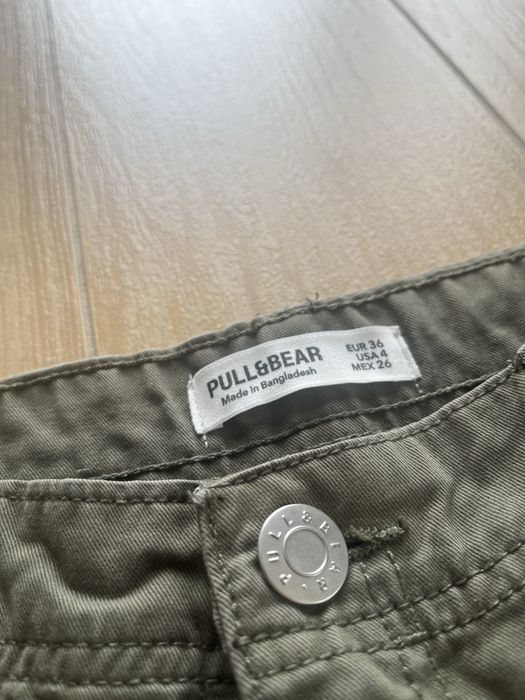 PULL&BEAR
Made in Bangladesh
EUR 36
USA 4
MEX 26
PULL & BEAR •